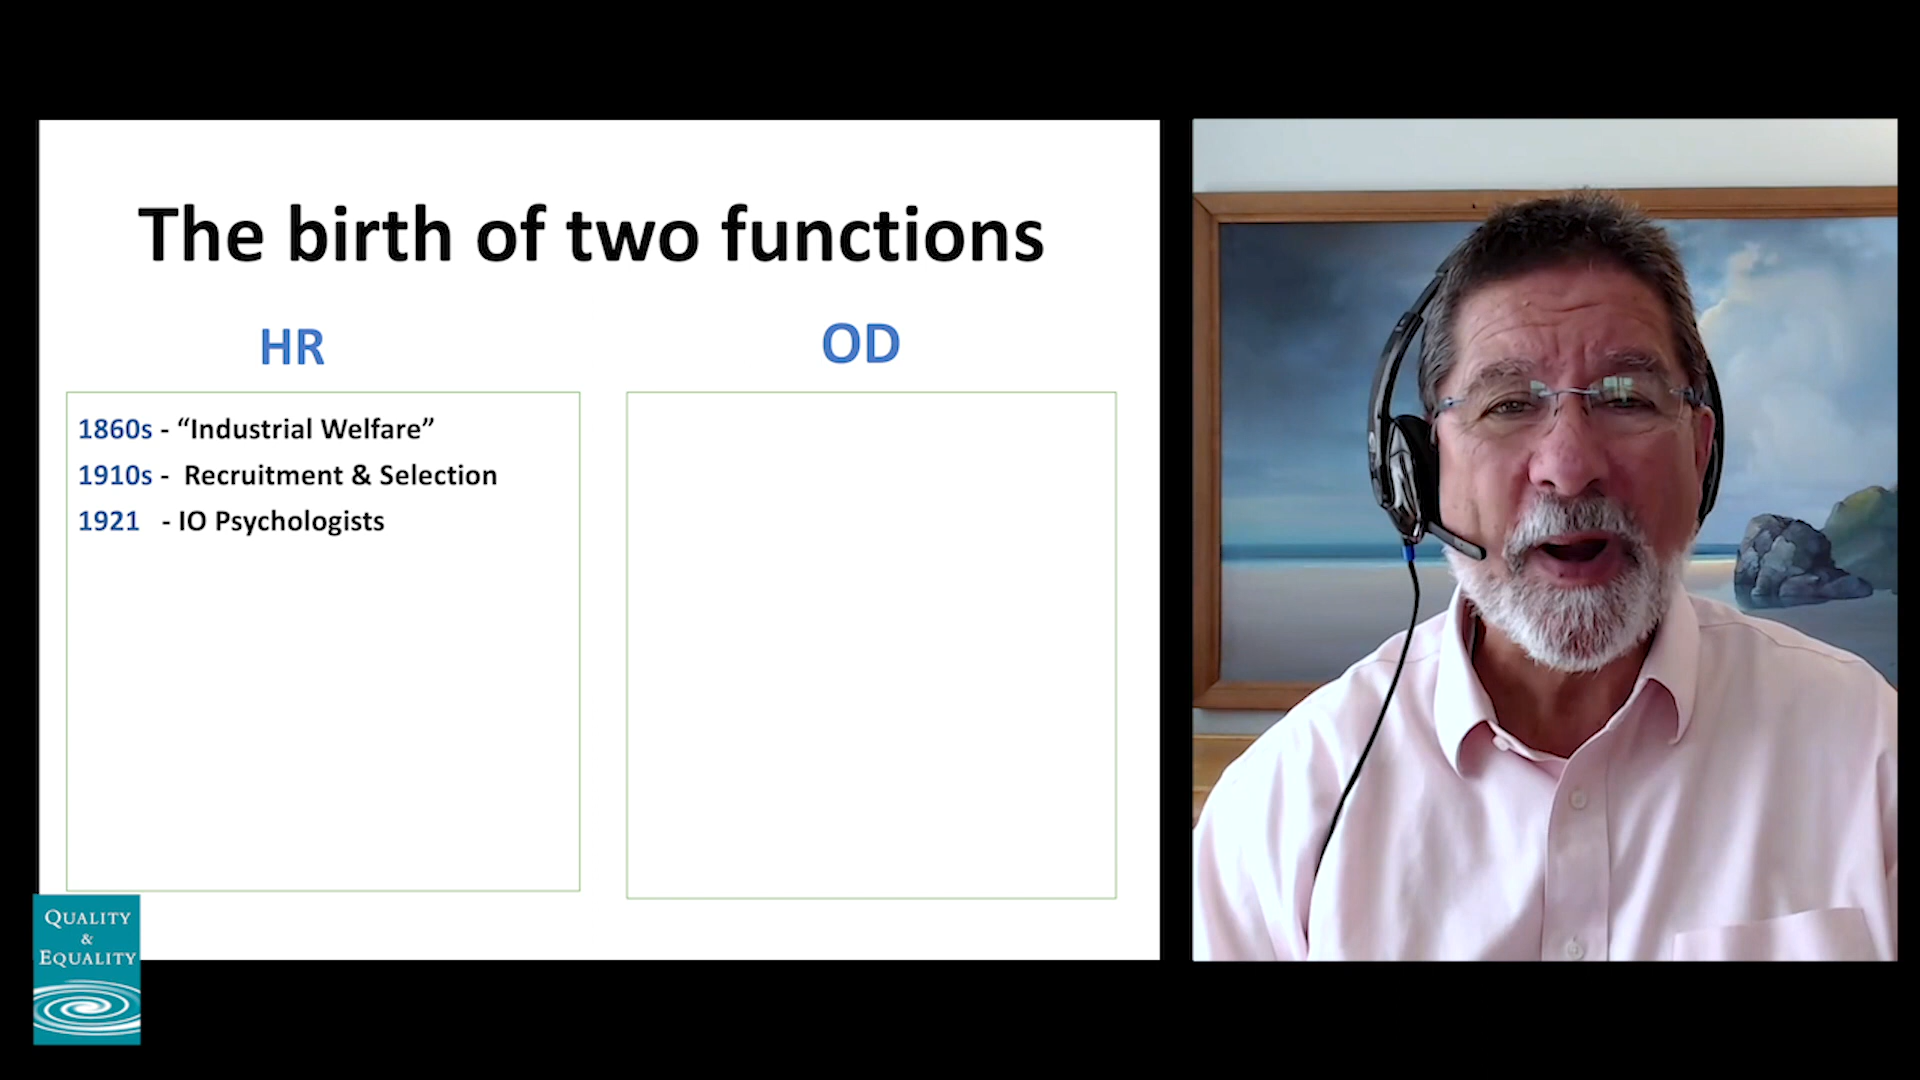 The birth of two functions
HR
OD
1860s - “Industrial Welfare”
1910s - Recruitment & Selection
1921 - IO Psychologists
QUALITY
&
EQUALITY